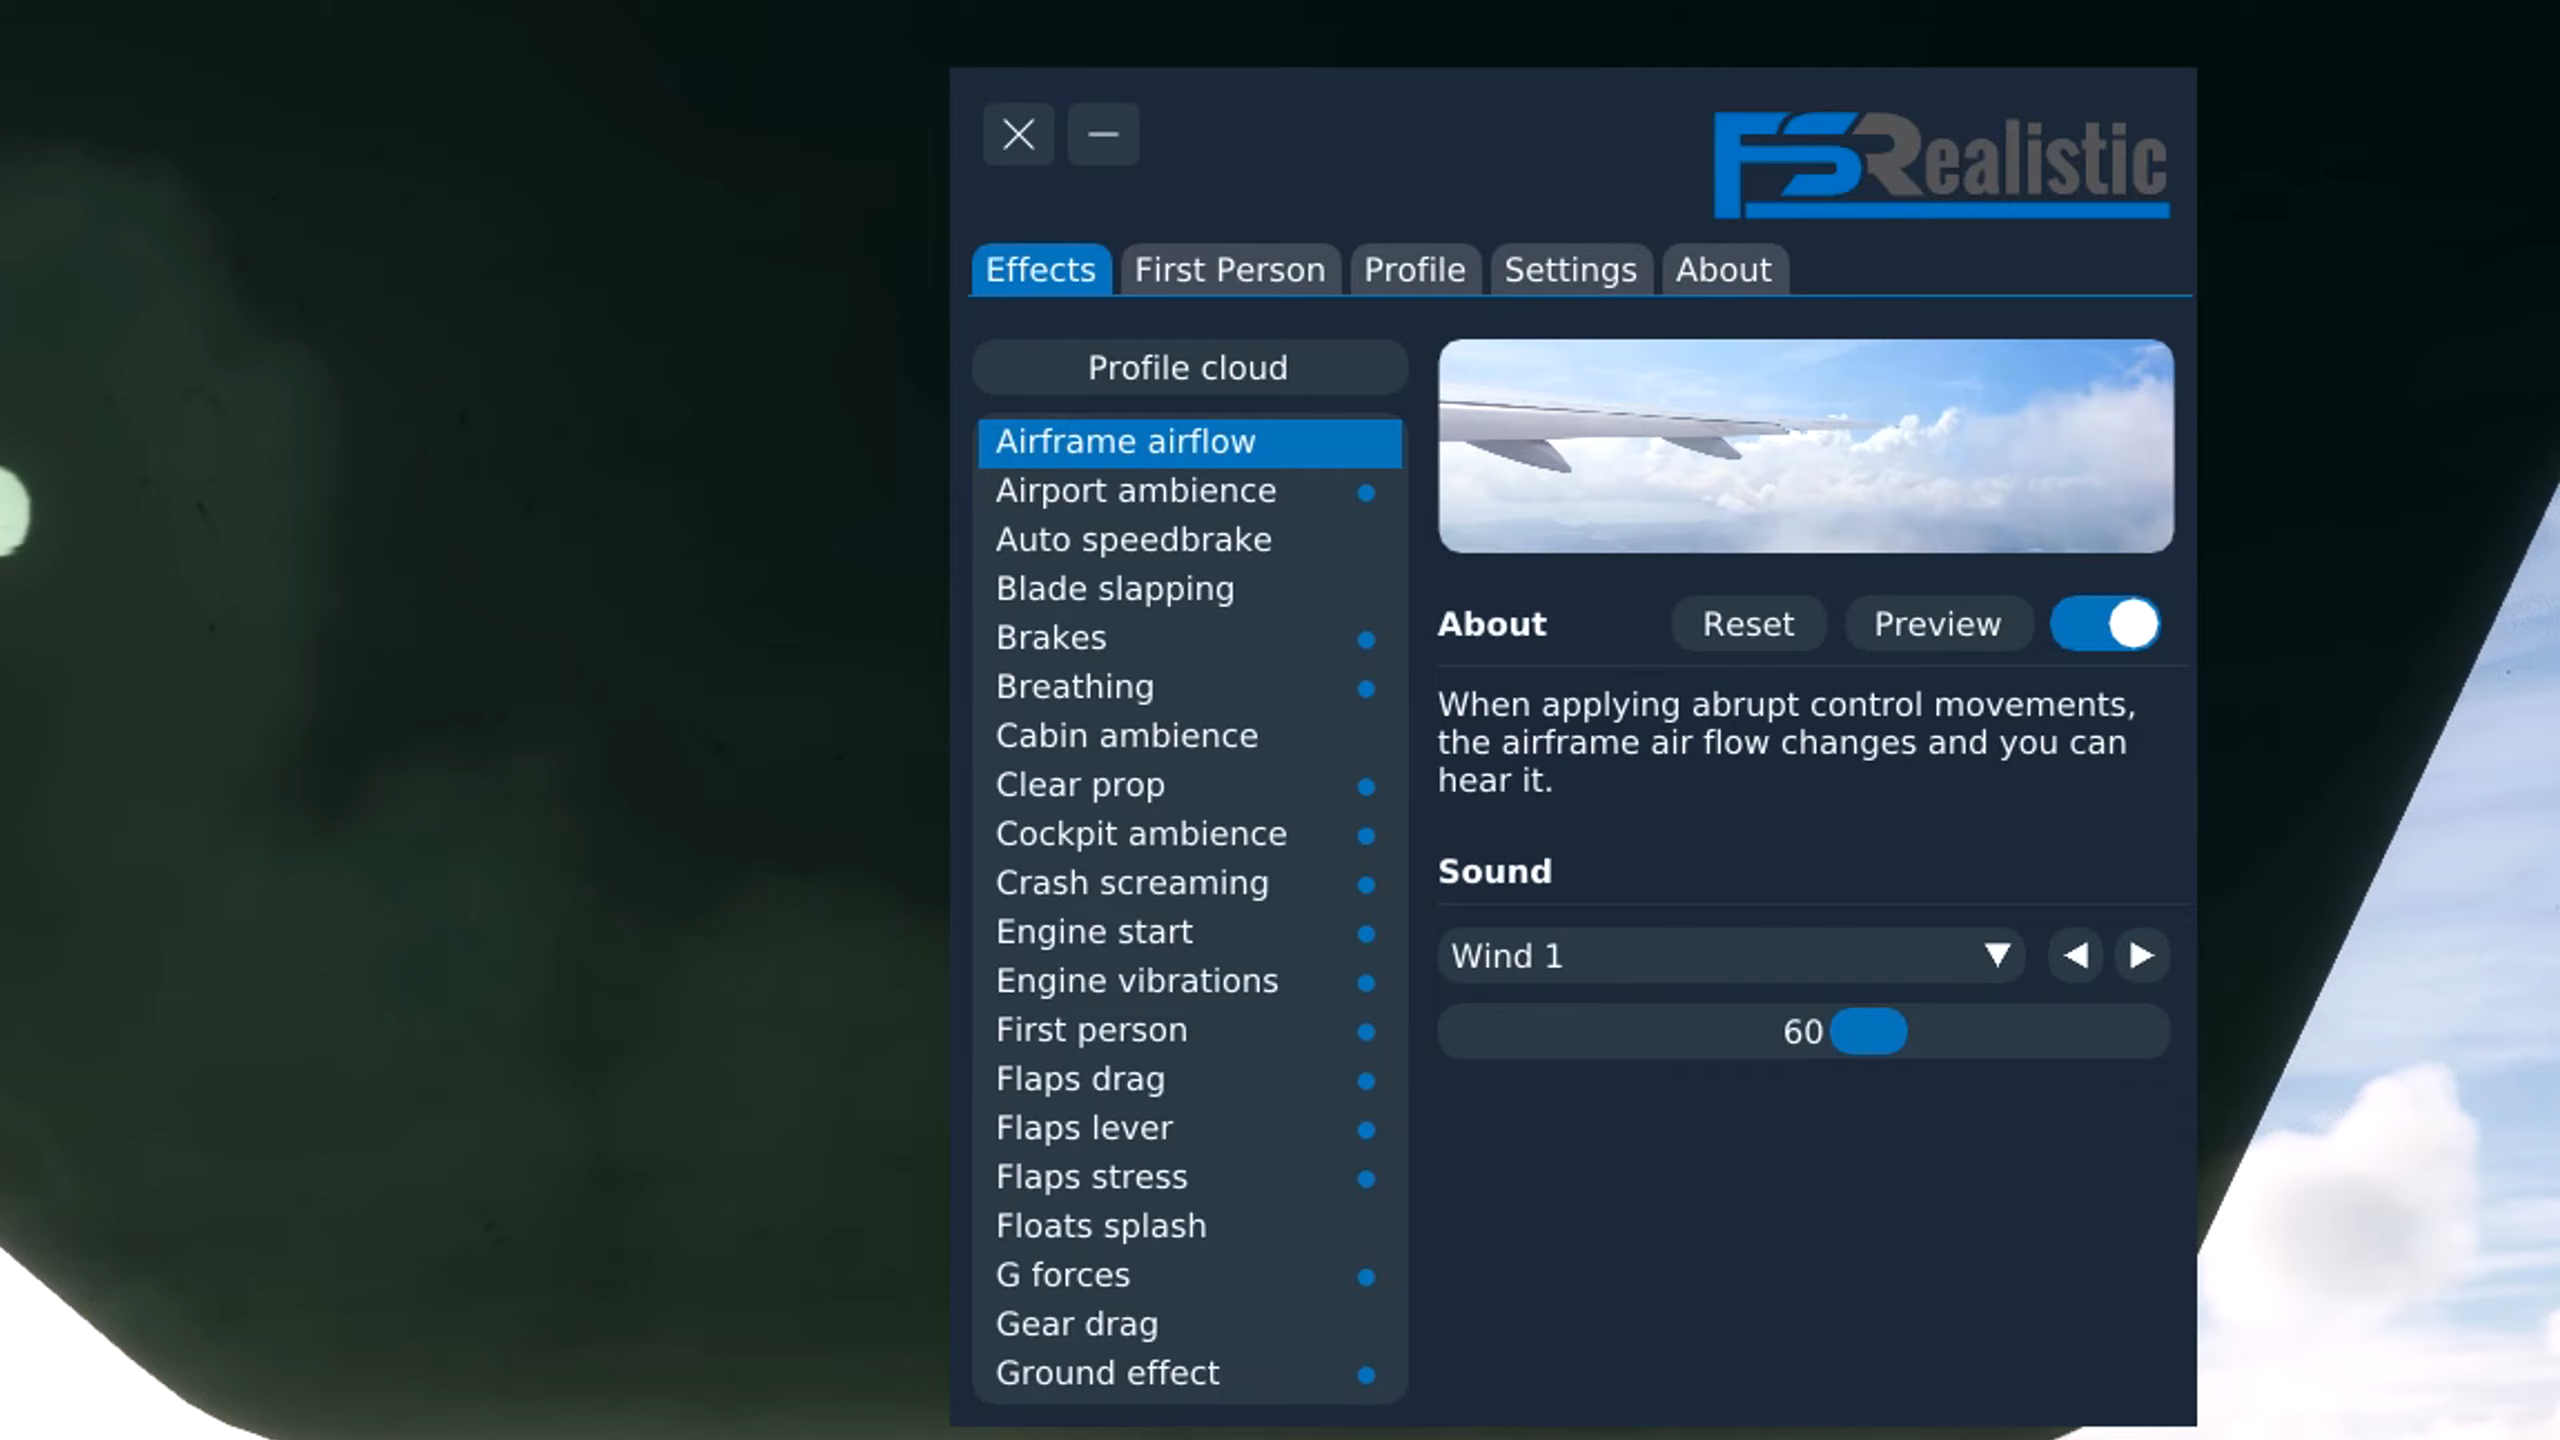 FSRealistic
Effects
First Person
Profile
Settings
About
Profile cloud
Airframe airflow
Airport ambience
Auto speedbrake
Blade slapping
Brakes
Breathing
Cabin ambience
Clear prop
Cockpit ambience
Crash screaming
Engine start
Engine vibrations
First person
Flaps drag
Flaps lever
Flaps stress
Floats splash
G forces
Gear drag
Ground effect
About
Reset
Preview
When applying abrupt control movements,
the airframe air flow changes and you can
hear it.
Sound
Wind 1
60